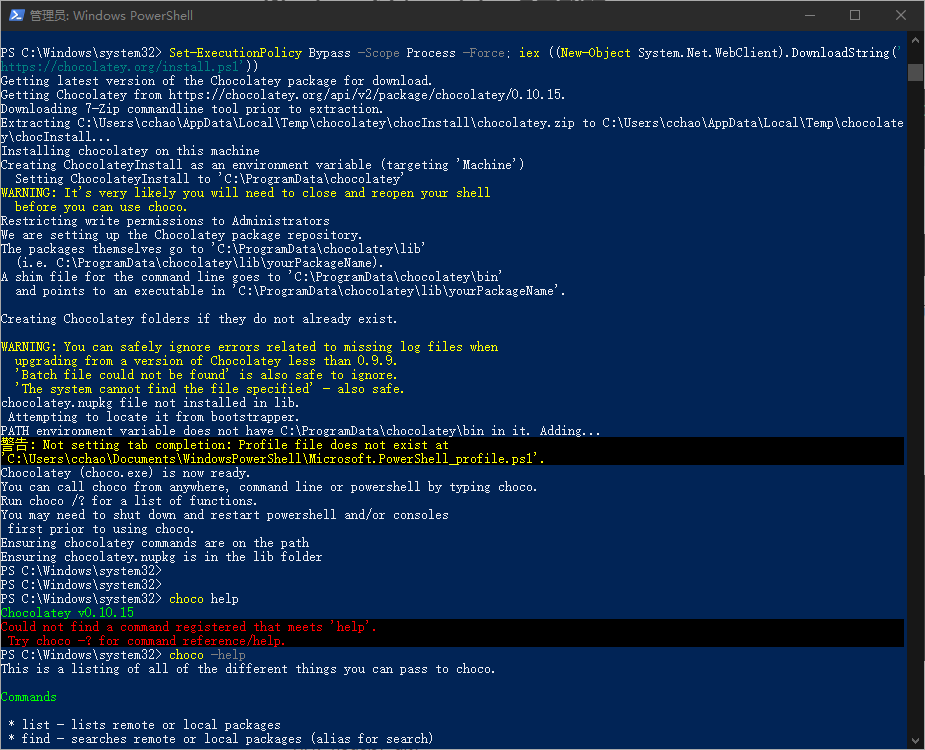 管理员: Windows PowerShell
PS C:\Windows\system32> Set-ExecutionPolicy Bypass -Scope Process -Force; iex ((New-Object System.Net.WebClient).DownloadString('
https://chocolatey.org/install.ps1'))
Getting latest version of the Chocolatey package for download.
Getting Chocolatey from https://chocolatey.org/api/v2/package/chocolatey/0.10.15.
Downloading 7-Zip commandline tool prior to extraction.
Extracting C:\Users\cchao\AppData\Local\Temp\chocolatey\chocInstall\chocolatey.zip to C:\Users\cchao\AppData\Local\Temp\chocolate
y\chocInstall...
Installing chocolatey on this machine
Creating ChocolateyInstall as an environment variable (targeting 'Machine')
  Setting ChocolateyInstall to 'C:\ProgramData\chocolatey'
WARNING: It's very likely you will need to close and reopen your shell
  before you can use choco.
Restricting write permissions to Administrators
We are setting up the Chocolatey package repository.
The packages themselves go to 'C:\ProgramData\chocolatey\lib'
  (i.e. C:\ProgramData\chocolatey\lib\yourPackageName).
A shim file for the command line goes to 'C:\ProgramData\chocolatey\bin'
  and points to an executable in 'C:\ProgramData\chocolatey\lib\yourPackageName'.
Creating Chocolatey folders if they do not already exist.
WARNING: You can safely ignore errors related to missing log files when
  upgrading from a version of Chocolatey less than 0.9.9.
  'Batch file could not be found' is also safe to ignore.
  'The system cannot find the file specified' - also safe.
chocolatey.nupkg file not installed in lib.
 Attempting to locate it from bootstrapper.
PATH environment variable does not have C:\ProgramData\chocolatey\bin in it. Adding...
警告: Not setting tab completion: Profile file does not exist at
'C:\Users\cchao\Documents\WindowsPowerShell\Microsoft.PowerShell_profile.ps1'.
Chocolatey (choco.exe) is now ready.
You can call choco from anywhere, command line or powershell by typing choco.
Run choco /? for a list of functions.
You may need to shut down and restart powershell and/or consoles
 first prior to using choco.
Ensuring chocolatey commands are on the path
Ensuring chocolatey.nupkg is in the lib folder
PS C:\Windows\system32>
PS C:\Windows\system32>
PS C:\Windows\system32> choco help
Chocolatey v0.10.15
Could not find a command registered that meets 'help'.
 Try choco -? for command reference/help.
PS C:\Windows\system32> choco -help
This is a listing of all of the different things you can pass to choco.
Commands
 * list - lists remote or local packages
 * find - searches remote or local packages (alias for search)